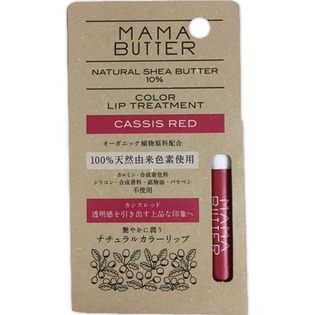 MAMA
BUTTER
NATURAL SHEA BUTTER
10%
COLOR
LIP TREATMENT
CASSIS RED
オーガニック植物原料配合
100%天然由来色素使用
カルミン・合成着色料
シリコン・合成香料・鉱物油・パラベン
不使用
カシスレッド
透明感を引き出す上品な印象へ
艶やかに潤う
ナチュラルカラーリップ
MAMA
BUTTER